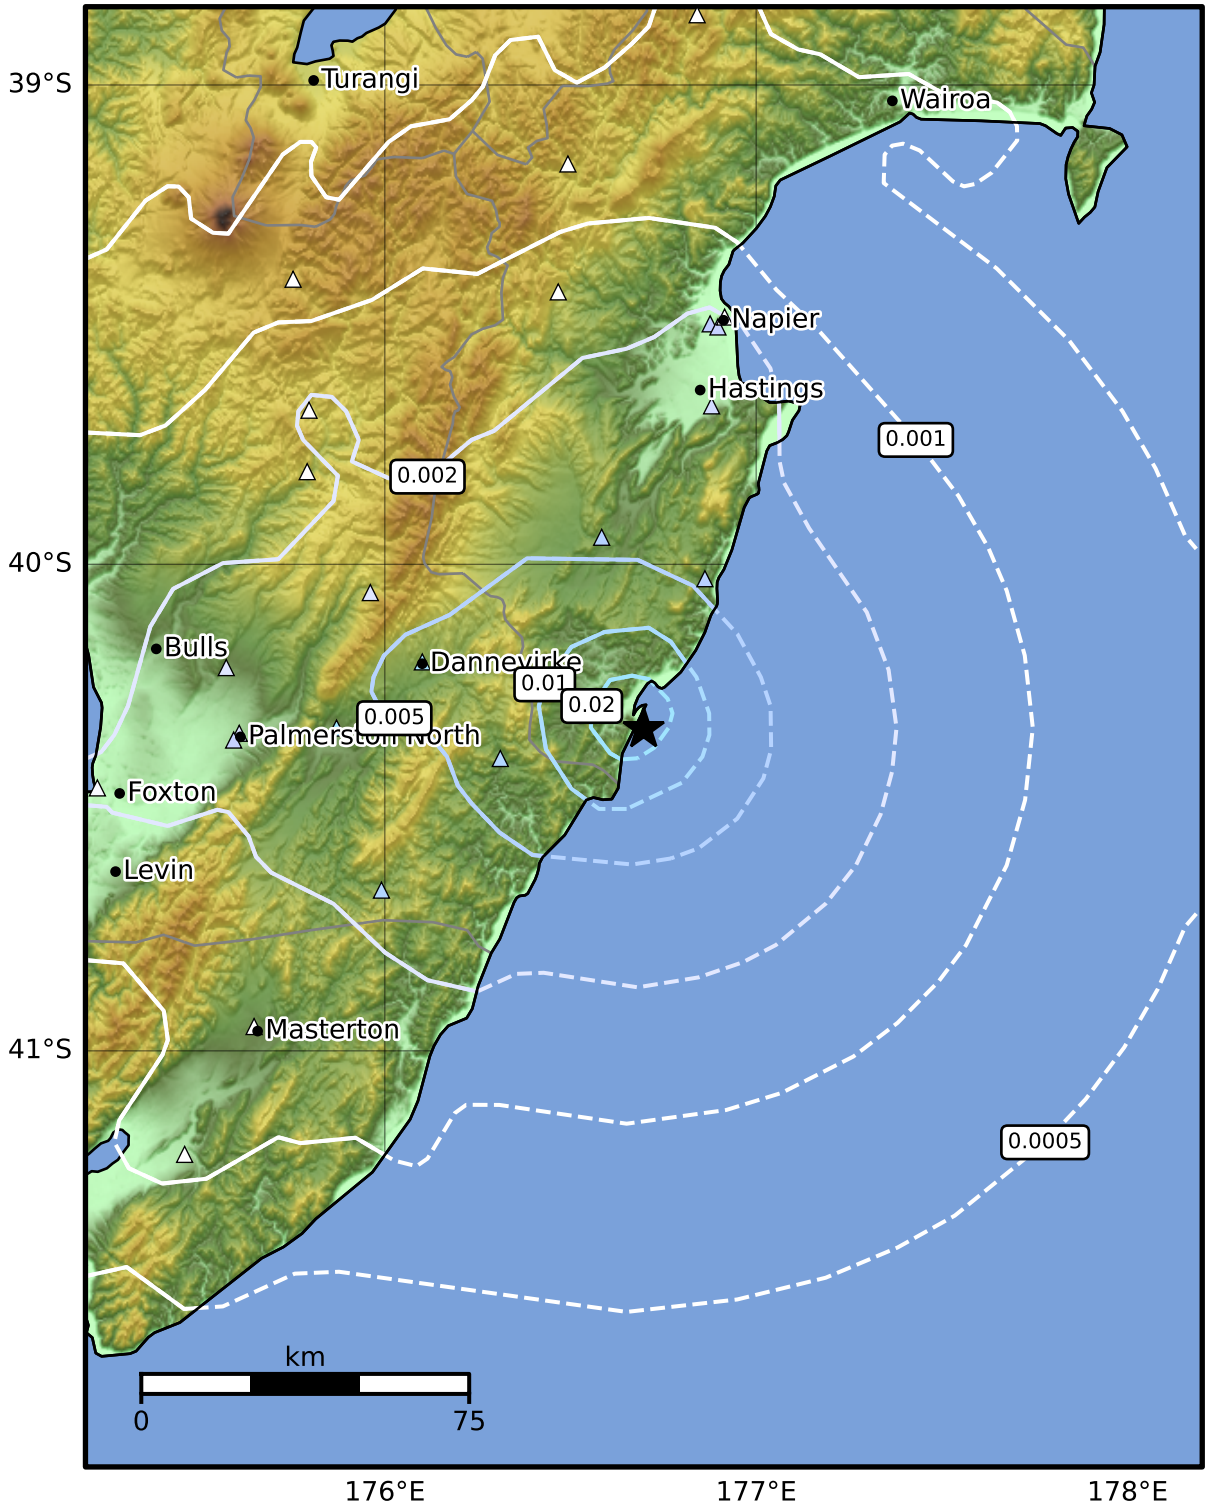 39°S
Turangi
Wairoa
Napier
Hastings
0.001
0.002
40°S
Bulls
Dannevirke
0.01
0.02
0.005
Palmerston North
Foxton
Levin
Masterton
41°S
0.0005
km
0 75
176°E 177°E 178°E